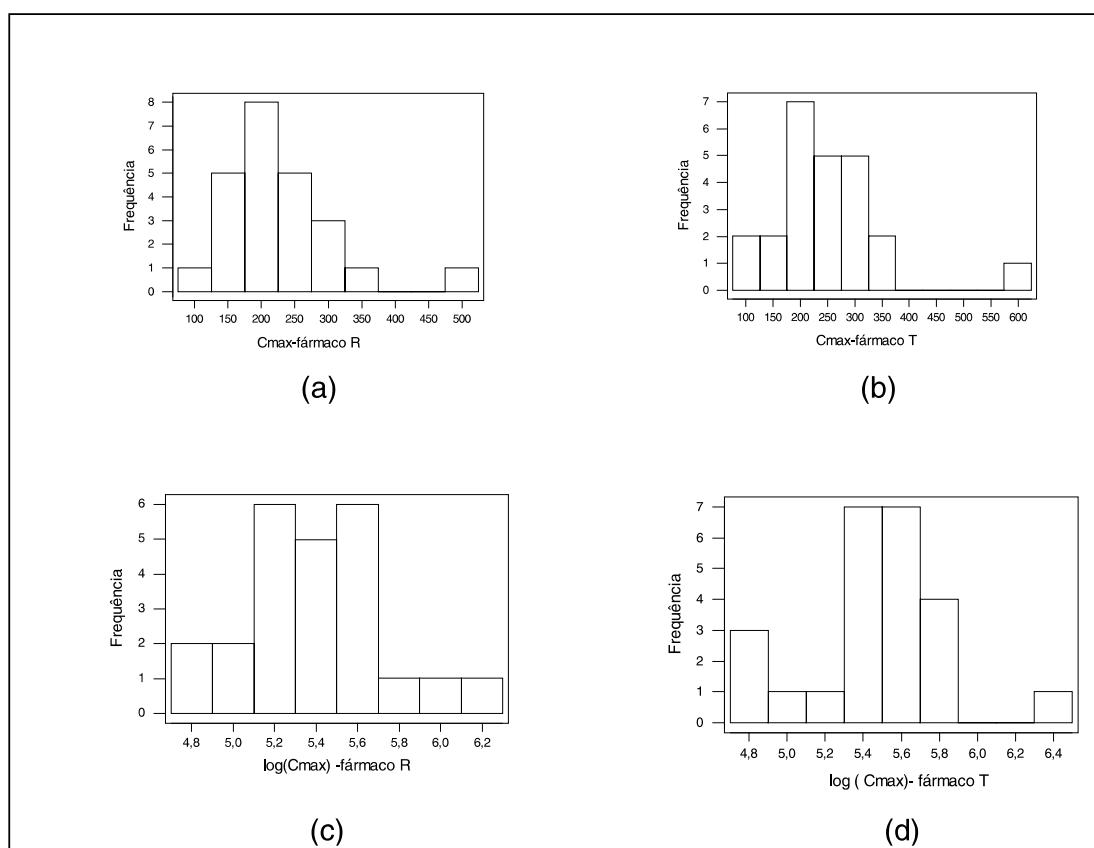 8
7
6
5
4
3
2
1
0
Frequência
100 150 200 250 300 350 400 450 500
Cmax-fármaco R
(a)
7
6
5
4
3
2
1
0
Frequência
100 150 200 250 300 350 400 450 500 550 600
Cmax-fármaco T
(b)
6
5
4
3
2
1
0
Frequência
4,8 5,0 5,2 5,4 5,6 5,8 6,0 6,2
log(Cmax) -fármaco R
(c)
7
6
5
4
3
2
1
0
Frequência
4,8 5,0 5,2 5,4 5,6 5,8 6,0 6,2 6,4
log ( Cmax)- fármaco T
(d)